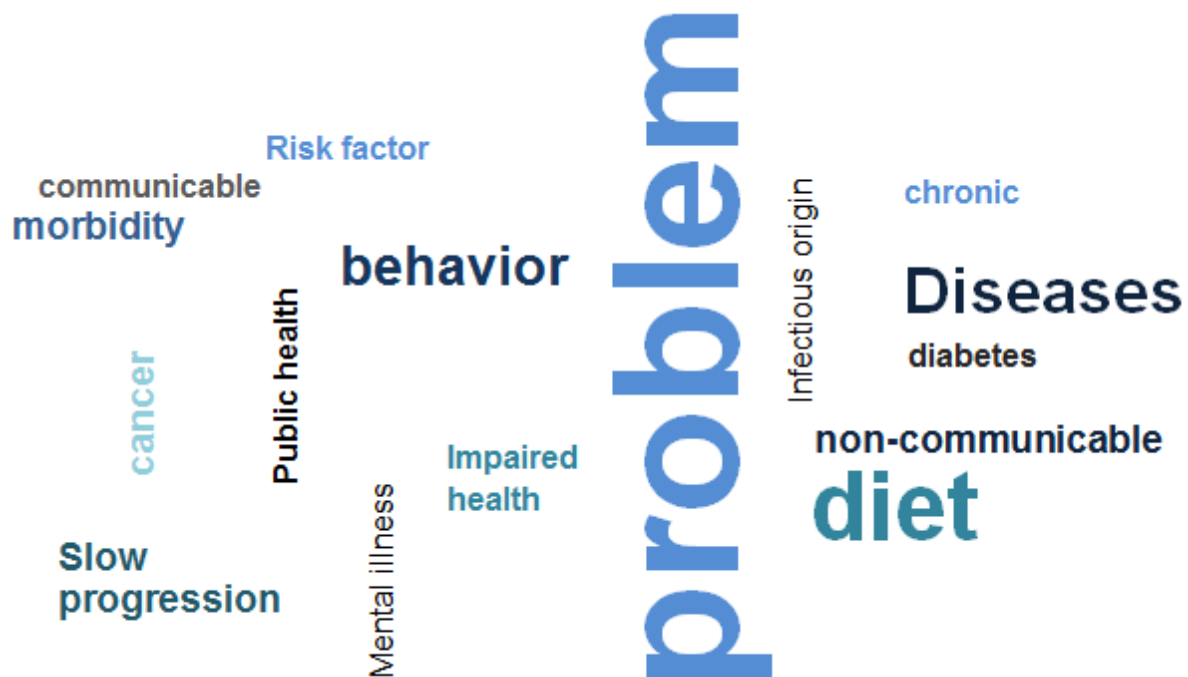 problem
Risk factor
communicable
morbidity
behavior
Infectious origin
chronic
Diseases
diabetes
Public health
cancer
non-communicable
diet
Impaired
health
Mental illness
Slow
progression